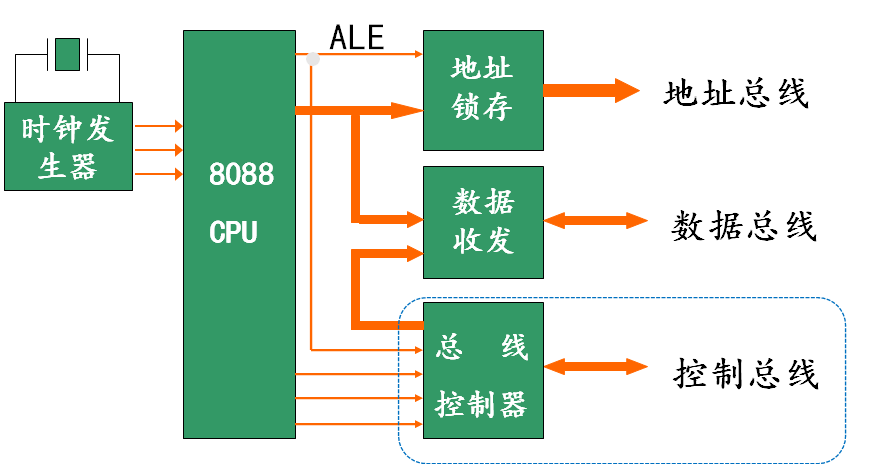 ALE
时钟发
生器
8088
CPU
地址
锁存
地址总线
数据
收发
数据总线
总 线
控制器
控制总线